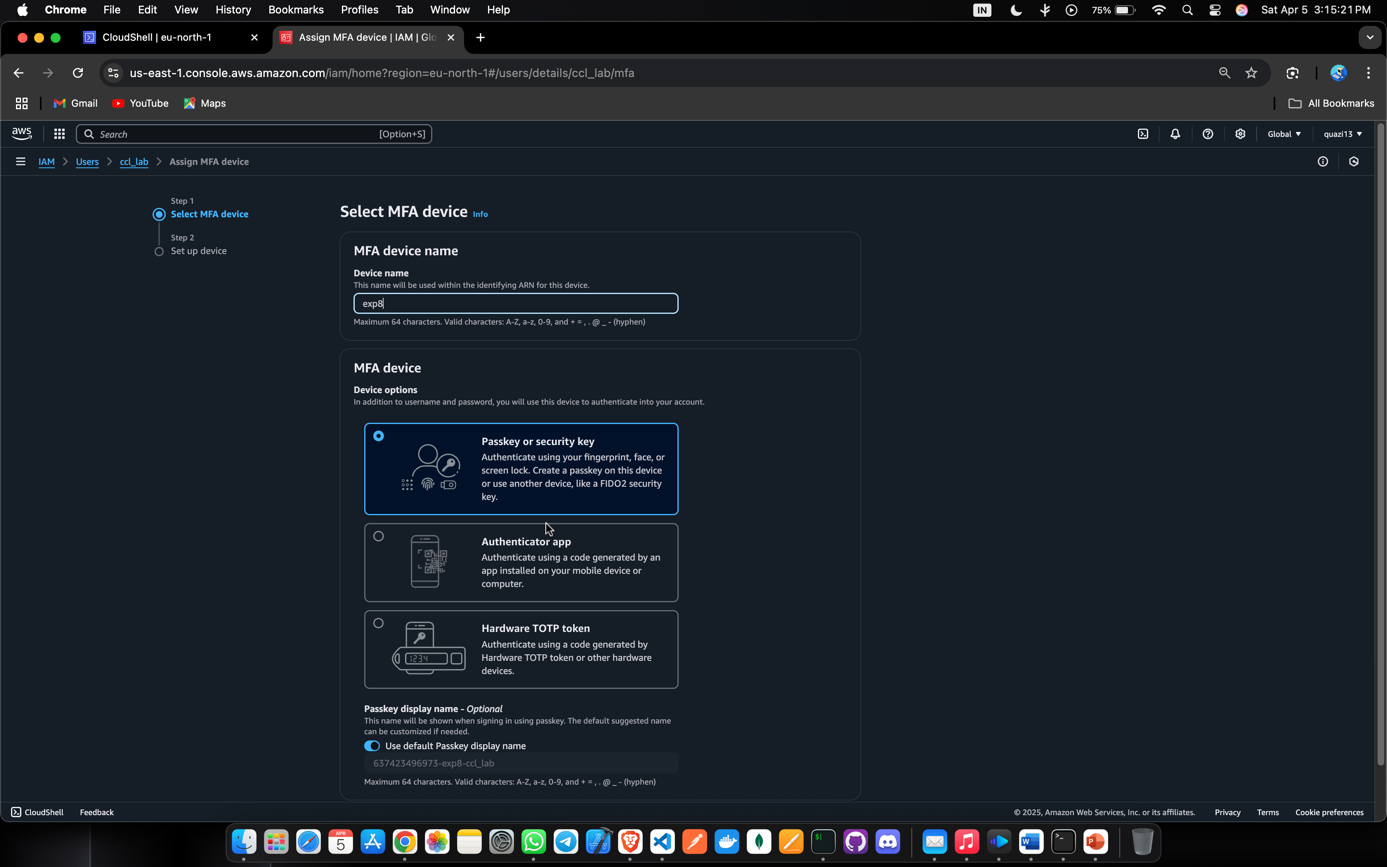 Chrome File Edit View History Bookmarks Profiles Tab Window Help IN 75% Sat Apr 5 3:15:21 PM
CloudShell | eu-north-1 Assign MFA device | IAM | Glo
us-east-1.console.aws.amazon.com/iam/home?region=eu-north-1#/users/details/ccl_lab/mfa
Gmail YouTube Maps All Bookmarks
aws Search [Option+S] Global quazi13
IAM Users ccl_lab Assign MFA device
Step 1
Select MFA device
Step 2
Set up device
Select MFA device Info
MFA device name
Device name
This name will be used within the identifying ARN for this device.
exp8
Maximum 64 characters. Valid characters: A-Z, a-z, 0-9, and + = , . @ _ - (hyphen)
MFA device
Device options
In addition to username and password, you will use this device to authenticate into your account.
Passkey or security key
Authenticate using your fingerprint, face, or
screen lock. Create a passkey on this device
or use another device, like a FIDO2 security
key.
Authenticator app
Authenticate using a code generated by an
app installed on your mobile device or
computer.
Hardware TOTP token
1234
Authenticate using a code generated by
Hardware TOTP token or other hardware
devices.
Passkey display name - Optional
This name will be shown when signing in using passkey. The default suggested name
can be customized if needed.
Use default Passkey display name
637423496973-exp8-ccl_lab
Maximum 64 characters. Valid characters: A-Z, a-z, 0-9, and + = , . @ _ - (hyphen)
CloudShell Feedback © 2025, Amazon Web Services, Inc. or its affiliates. Privacy Terms Cookie preferences
APR
5